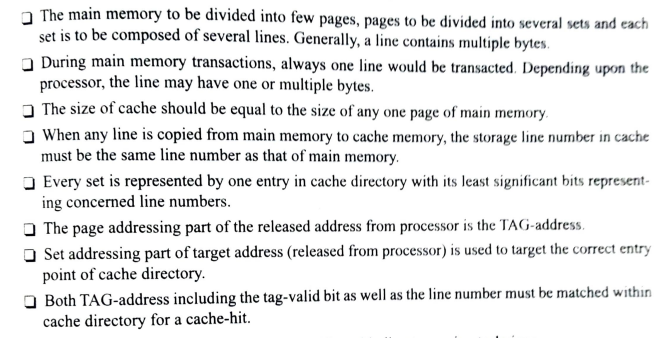 ❑ The main memory to be divided into few pages, pages to be divided into several sets and each
set is to be composed of several lines. Generally, a line contains multiple bytes.
❑ During main memory transactions, always one line would be transacted. Depending upon the
processor, the line may have one or multiple bytes.
❑ The size of cache should be equal to the size of any one page of main memory.
❑ When any line is copied from main memory to cache memory, the storage line number in cache
must be the same line number as that of main memory.
❑ Every set is represented by one entry in cache directory with its least significant bits represent-
ing concerned line numbers.
❑ The page addressing part of the released address from processor is the TAG-address.
❑ Set addressing part of target address (released from processor) is used to target the correct entry
point of cache directory.
❑ Both TAG-address including the tag-valid bit as well as the line number must be matched within
cache directory for a cache-hit.